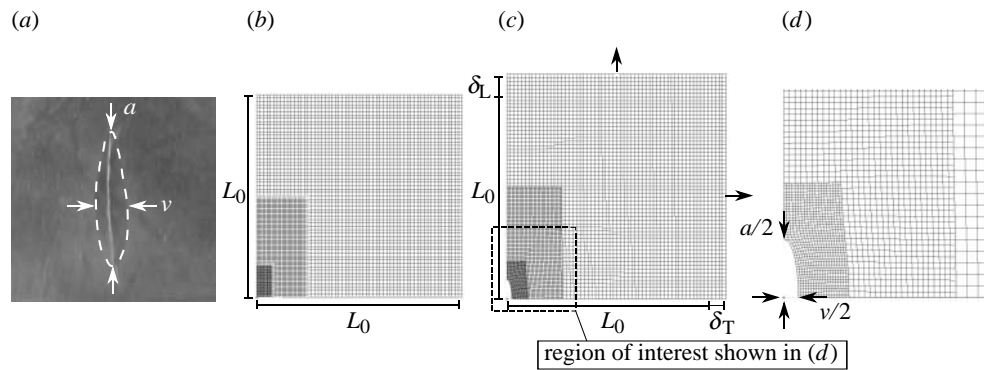 (a)
(b)
(c)
(d)
a
v
L0
L0
δL
L0
L0
δT
a/2
v/2
region of interest shown in (d)